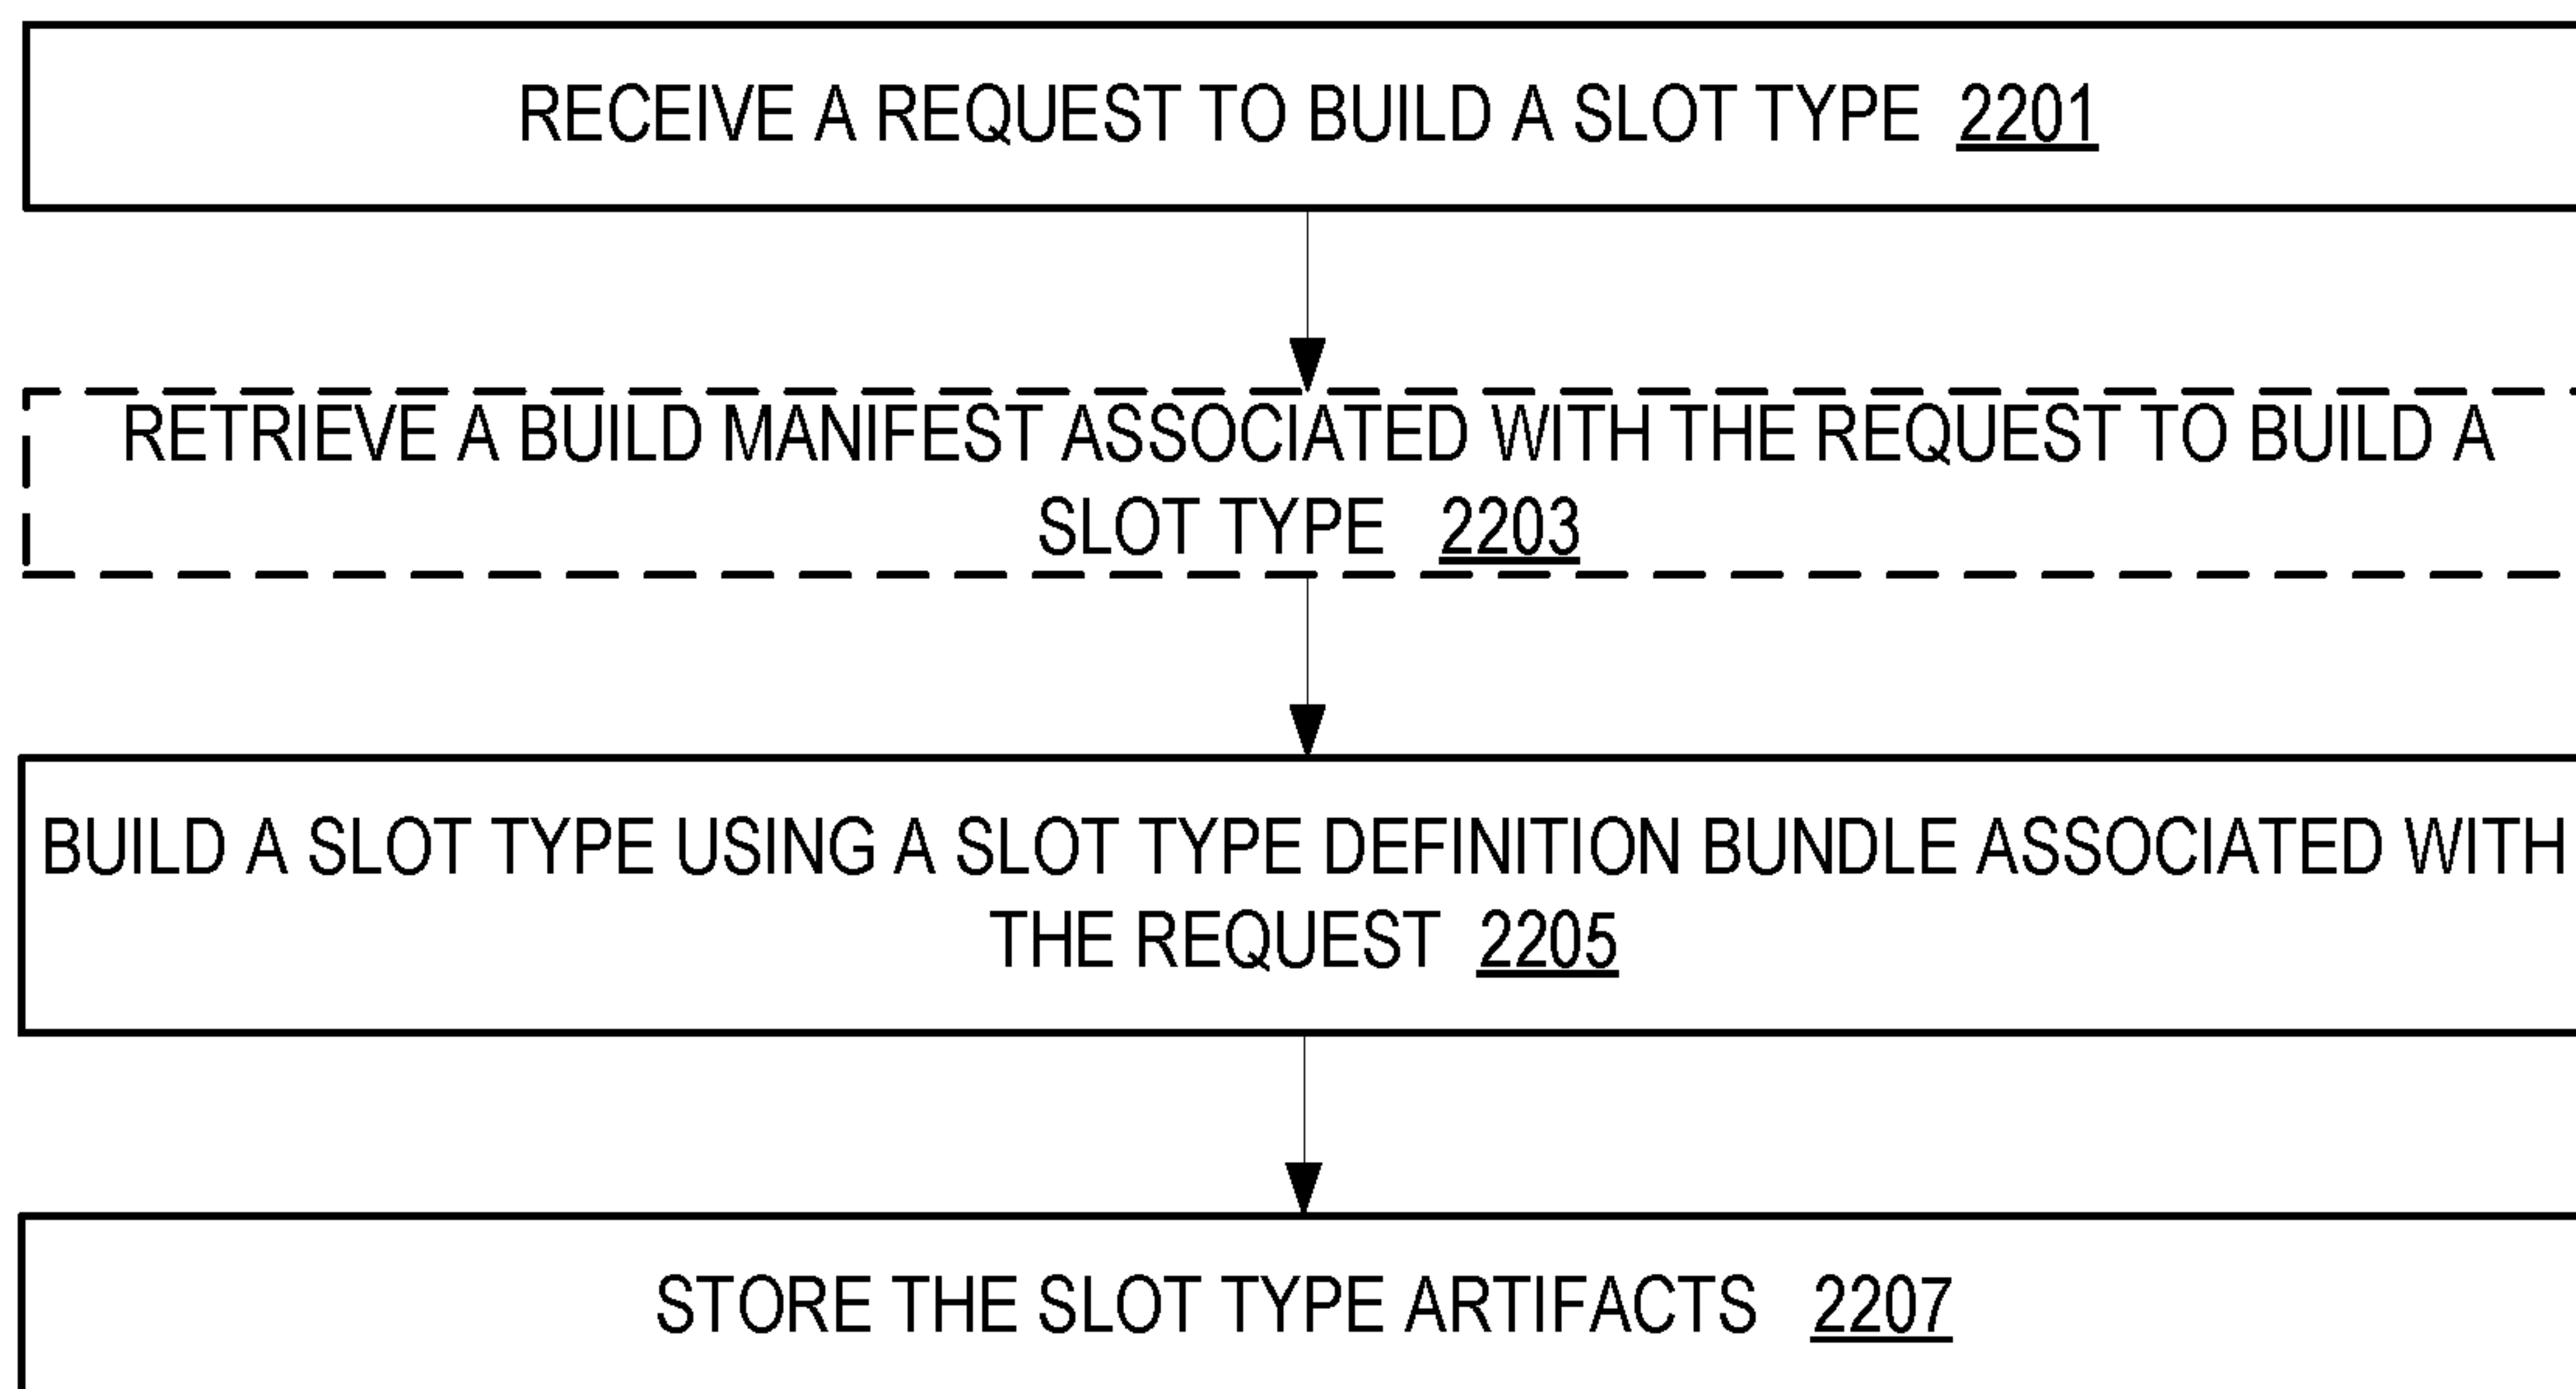 RECEIVE A REQUEST TO BUILD A SLOT TYPE 2201
RETRIEVE A BUILD MANIFEST ASSOCIATED WITH THE REQUEST TO BUILD A
SLOT TYPE 2203
BUILD A SLOT TYPE USING A SLOT TYPE DEFINITION BUNDLE ASSOCIATED WITH
THE REQUEST 2205
STORE THE SLOT TYPE ARTIFACTS 2207